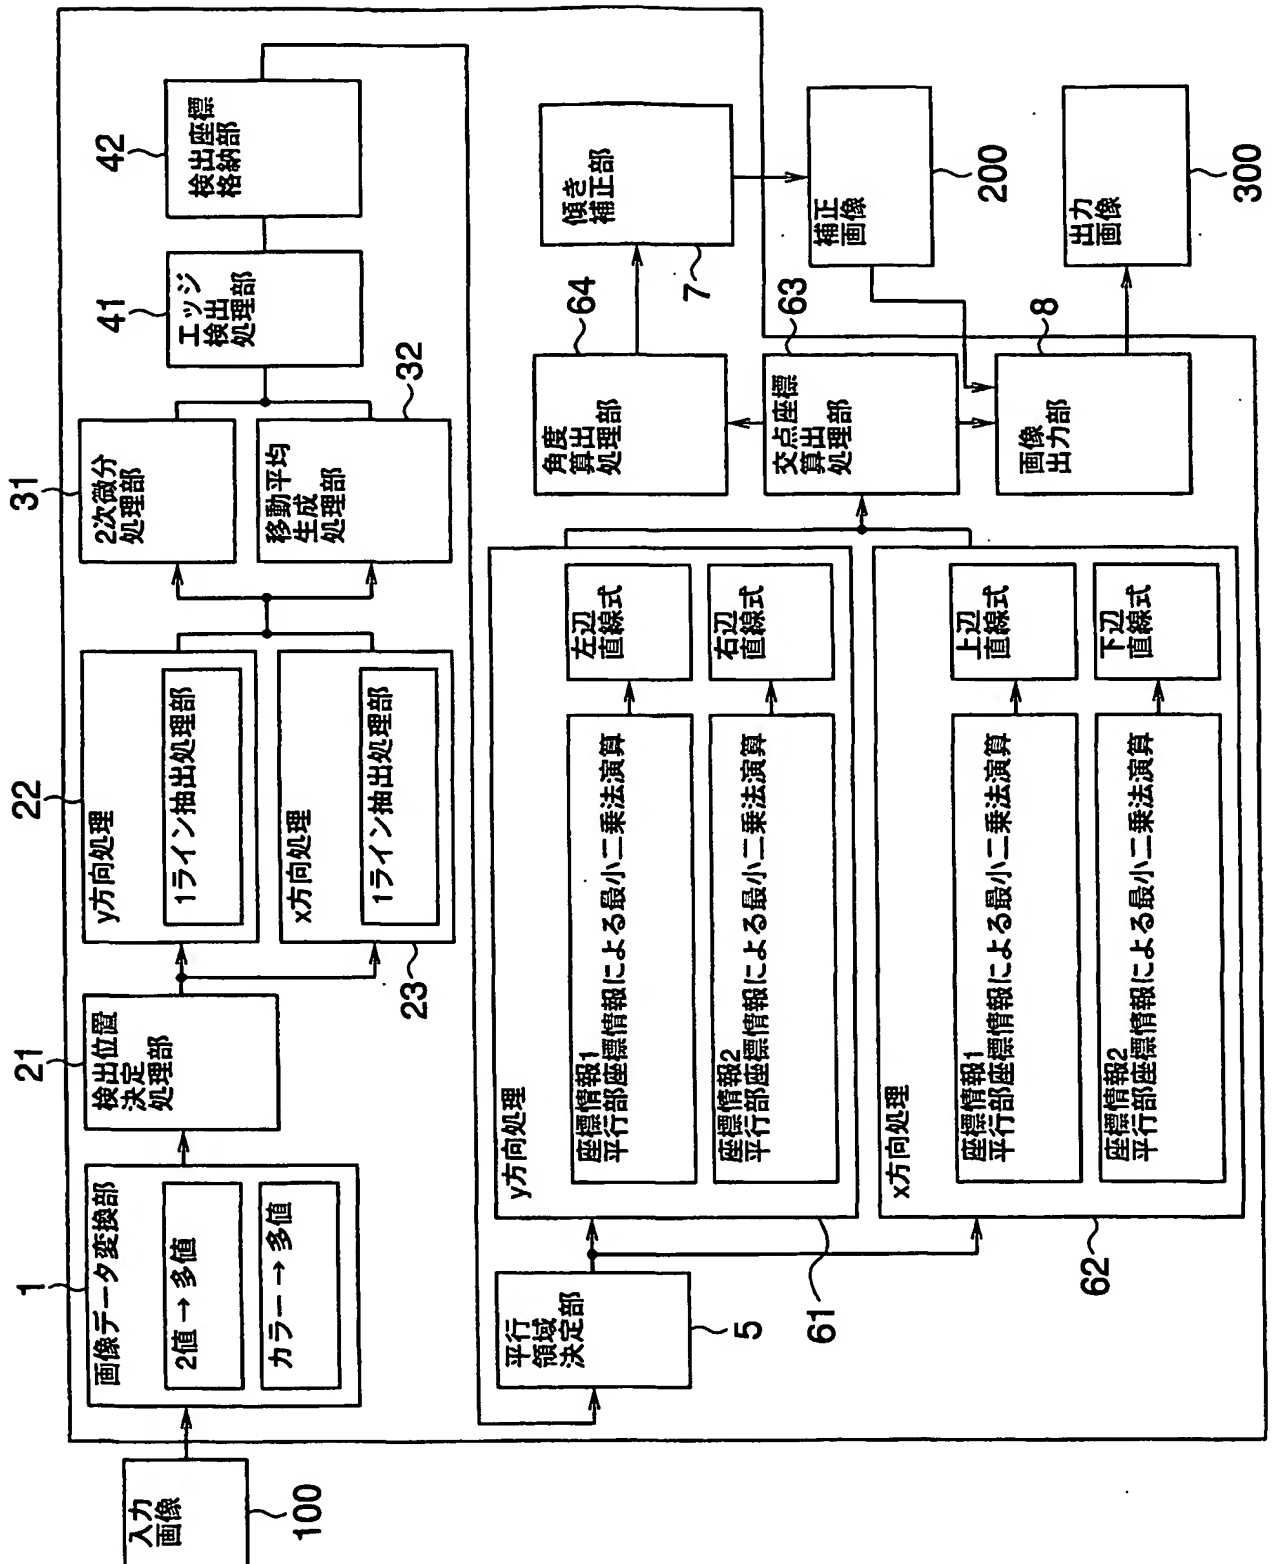 入力
画像
100
1
画像データ変換部
2値→多値
カラー→多値
21
検出位置
決定
処理部
22
y方向処理
1ライン抽出処理部
x方向処理
1ライン抽出処理部
23
31
2次微分
処理部
移動平均
生成
処理部
32
41
エッジ
検出
処理部
42
検出座標
格納部
平行
領域
決定部
5
y方向処理
座標情報1
平行部座標情報による最小二乗法演算
左辺
直線式
座標情報2
平行部座標情報による最小二乗法演算
右辺
直線式
61
x方向処理
座標情報1
平行部座標情報による最小二乗法演算
上辺
直線式
座標情報2
平行部座標情報による最小二乗法演算
下辺
直線式
62
角度
算出
処理部
64
交点座標
算出
処理部
63
画像
出力部
8
傾き
補正部
7
補正
画像
200
出力
画像
300